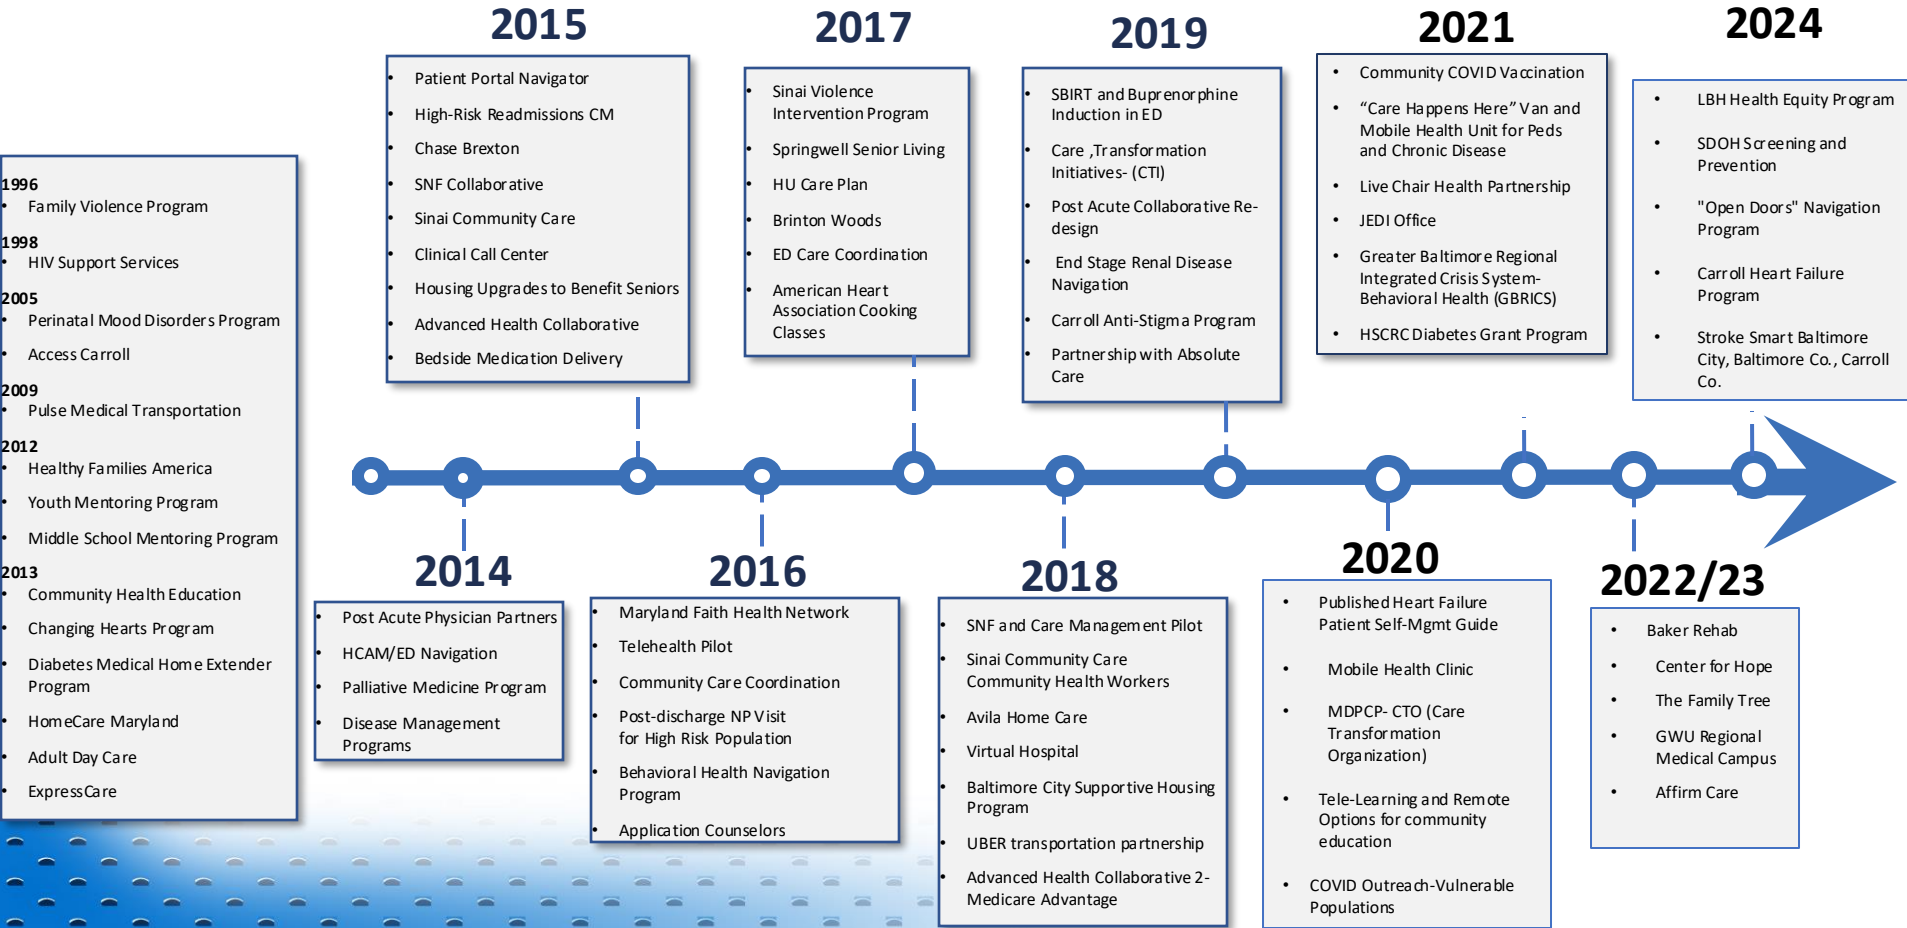 1996
• Family Violence Program
1998
• HIV Support Services
2005
• Perinatal Mood Disorders Program
• Access Carroll
2009
• Pulse Medical Transportation
2012
• Healthy Families America
• Youth Mentoring Program
• Middle School Mentoring Program
2013
• Community Health Education
• Changing Hearts Program
• Diabetes Medical Home Extender
Program
• HomeCare Maryland
• Adult Day Care
• ExpressCare
2014
• Post Acute Physician Partners
• HCAM/ED Navigation
• Palliative Medicine Program
• Disease Management
Programs
2015
• Patient Portal Navigator
• High-Risk Readmissions CM
• Chase Brexton
• SNF Collaborative
• Sinai Community Care
• Clinical Call Center
• Housing Upgrades to Benefit Seniors
• Advanced Health Collaborative
• Bedside Medication Delivery
2016
• Maryland Faith Health Network
• Telehealth Pilot
• Community Care Coordination
• Post-discharge NP Visit
for High Risk Population
• Behavioral Health Navigation
Program
• Application Counselors
2017
• Sinai Violence
Intervention Program
• Springwell Senior Living
• HU Care Plan
• Brinton Woods
• ED Care Coordination
• American Heart
Association Cooking
Classes
2018
• SNF and Care Management Pilot
• Sinai Community Care
Community Health Workers
• Avila Home Care
• Virtual Hospital
• Baltimore City Supportive Housing
Program
• UBER transportation partnership
• Advanced Health Collaborative 2-
Medicare Advantage
2019
• SBIRT and Buprenorphine
Induction in ED
• Care ,Transformation
Initiatives- (CTI)
• Post Acute Collaborative Re-
design
• End Stage Renal Disease
Navigation
• Carroll Anti-Stigma Program
• Partnership with Absolute
Care
2020
• Published Heart Failure
Patient Self-Mgmt Guide
• Mobile Health Clinic
• MDPCP- CTO (Care
Transformation
Organization)
• Tele-Learning and Remote
Options for community
education
• COVID Outreach-Vulnerable
Populations
2021
• Community COVID Vaccination
• “Care Happens Here” Van and
Mobile Health Unit for Peds
and Chronic Disease
• Live Chair Health Partnership
• JEDI Office
• Greater Baltimore Regional
Integrated Crisis System-
Behavioral Health (GBRICS)
• HSCRC Diabetes Grant Program
2022/23
• Baker Rehab
• Center for Hope
• The Family Tree
• GWU Regional
Medical Campus
• Affirm Care
2024
• LBH Health Equity Program
• SDOH Screening and
Prevention
• "Open Doors" Navigation
Program
• Carroll Heart Failure
Program
• Stroke Smart Baltimore
City, Baltimore Co., Carroll
Co.